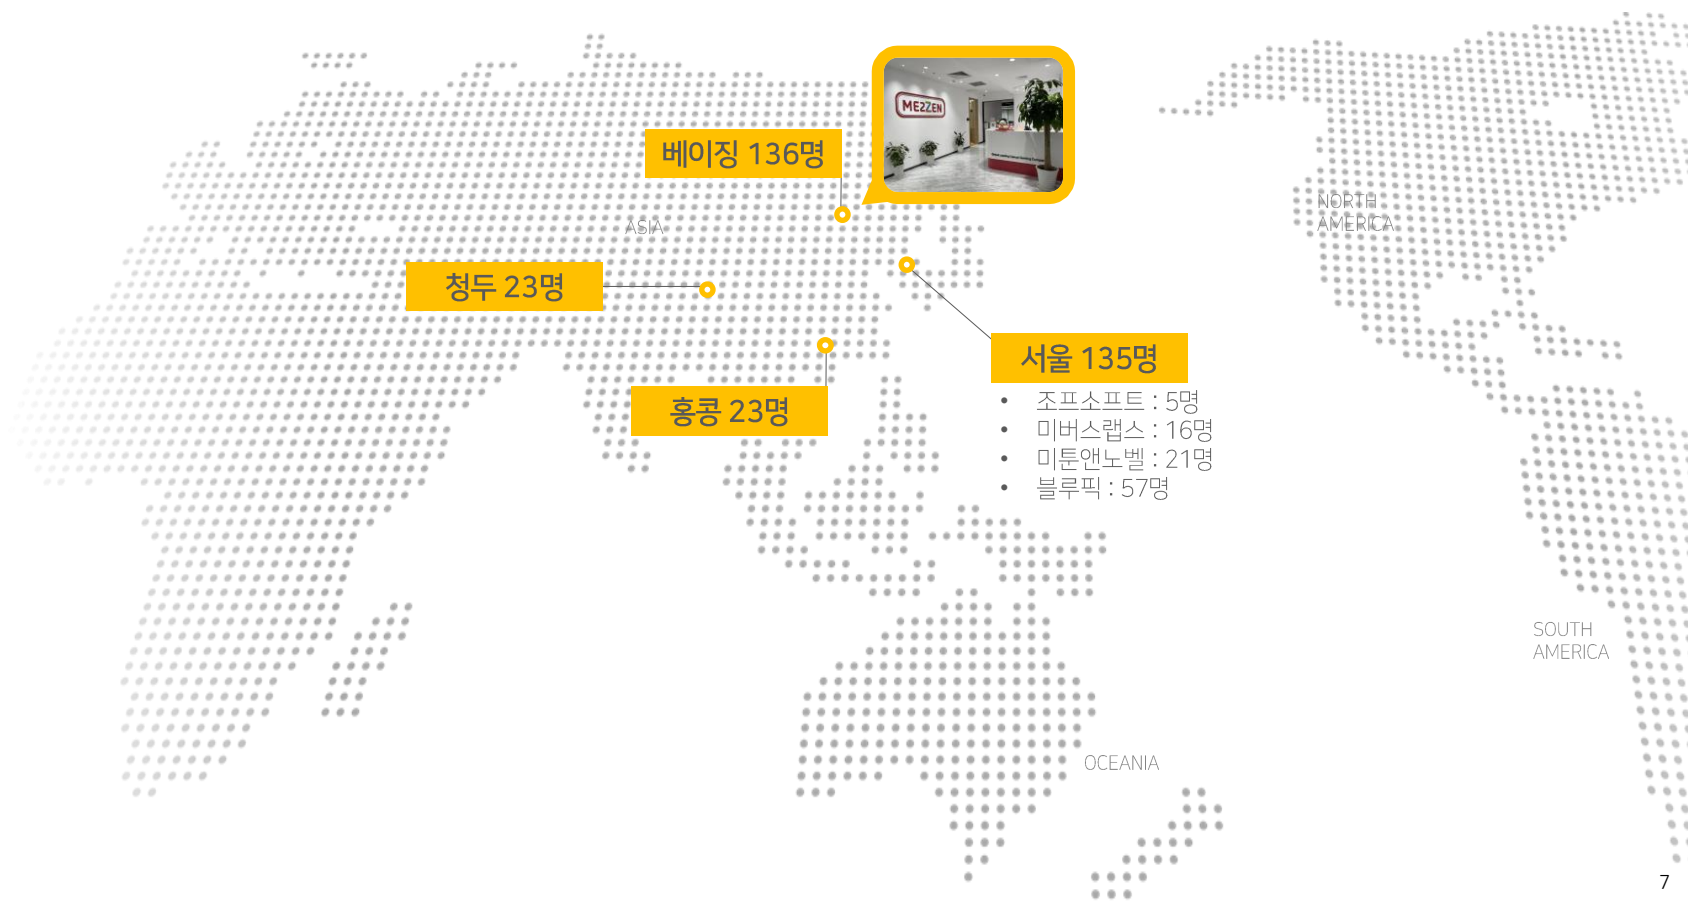 ME2ZEN
베이징 136명
ASIA
NORTH
AMERICA
청두 23명
서울 135명
홍콩 23명
• 조프소프트 : 5명
• 미버스랩스 : 16명
• 미툰앤노벨 : 21명
• 블루픽 : 57명
SOUTH
AMERICA
OCEANIA
7